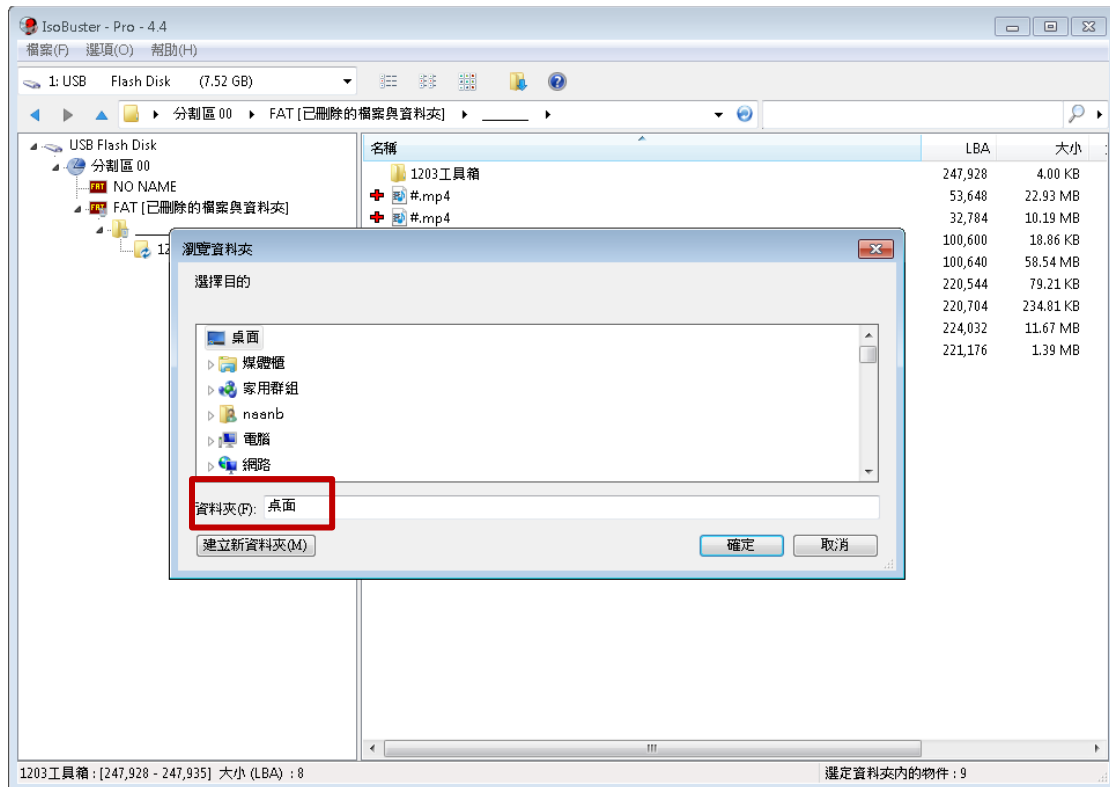 IsoBuster - Pro - 4.4
檔案(F) 選項(O) 幫助(H)
1: USB Flash Disk (7.52 GB)
分割區 00 FAT [已刪除的檔案與資料夾] ______
USB Flash Disk
分割區 00
NO NAME
FAT [已刪除的檔案與資料夾]
12
名稱 LBA 大小
1203工具箱 247,928 4.00 KB
#.mp4 53,648 22.93 MB
#.mp4 32,784 10.19 MB
100,600 18.86 KB
100,640 58.54 MB
220,544 79.21 KB
220,704 234.81 KB
224,032 11.67 MB
221,176 1.39 MB
瀏覽資料夾
選擇目的
桌面
媒體櫃
家用群組
naanb
電腦
網路
資料夾(F): 桌面
建立新資料夾(M) 確定 取消
1203工具箱 : [247,928 - 247,935] 大小 (LBA) : 8 選定資料夾內的物件 : 9